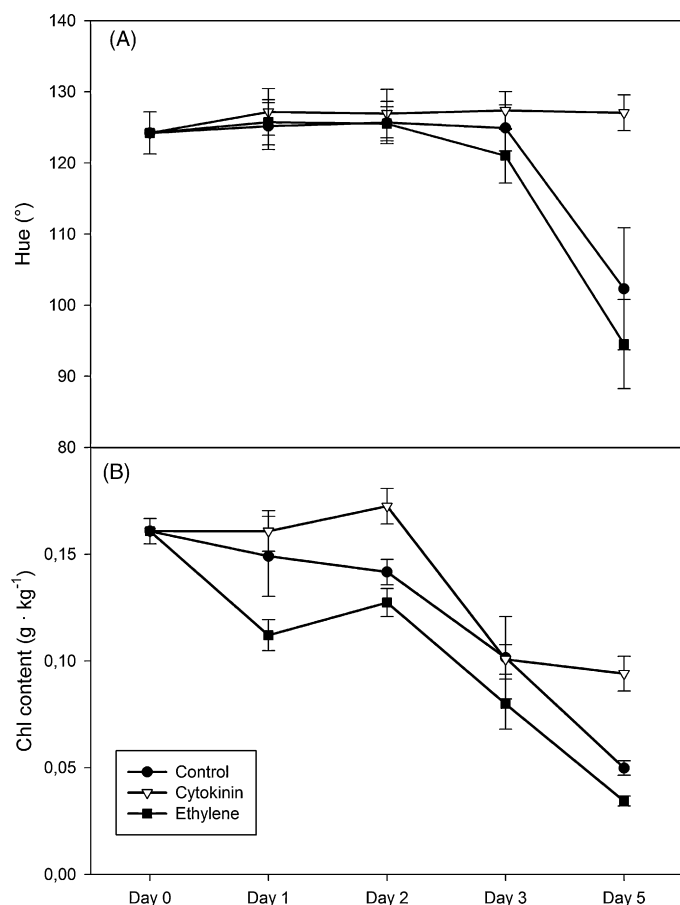 (A)
140
130
120
110
100
90
80
Hue (°)
(B)
0,15
0,10
0,05
0,00
Chl content (g · kg⁻¹)
Control
Cytokinin
Ethylene
Day 0 Day 1 Day 2 Day 3 Day 5